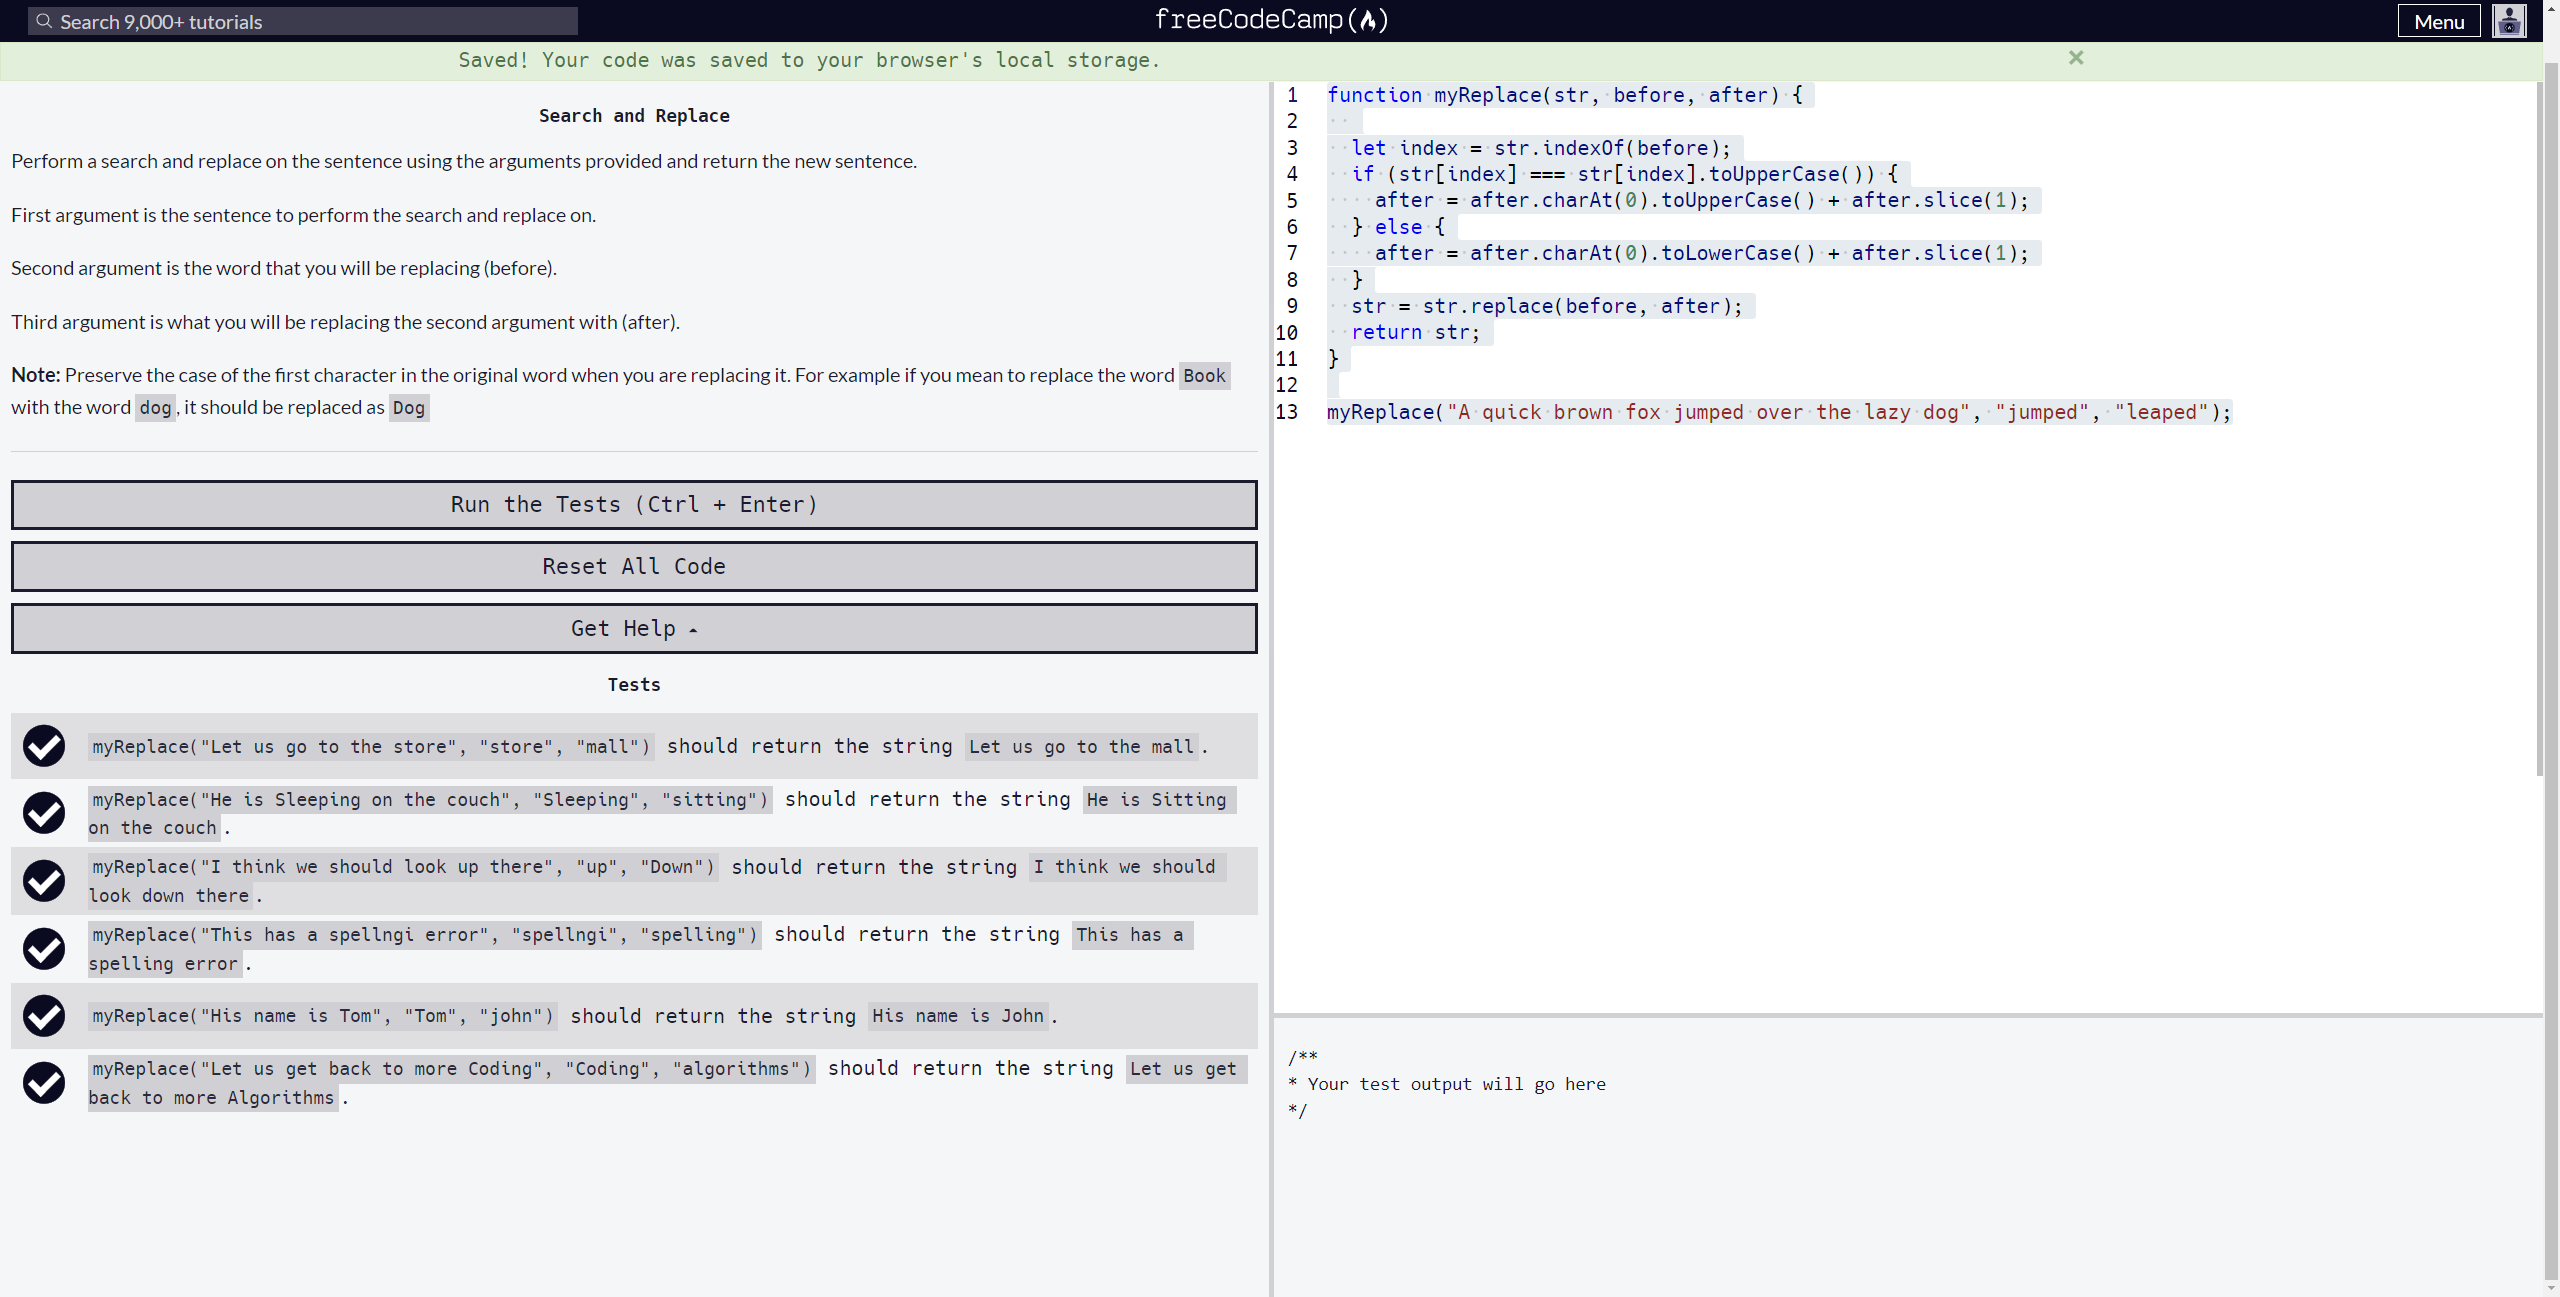 Search 9,000+ tutorials
freeCodeCamp
Menu
Saved! Your code was saved to your browser's local storage.
Search and Replace
Perform a search and replace on the sentence using the arguments provided and return the new sentence.
First argument is the sentence to perform the search and replace on.
Second argument is the word that you will be replacing (before).
Third argument is what you will be replacing the second argument with (after).
Note: Preserve the case of the first character in the original word when you are replacing it. For example if you mean to replace the word Book
with the word dog, it should be replaced as Dog
Run the Tests (Ctrl + Enter)
Reset All Code
Get Help
Tests
myReplace("Let us go to the store", "store", "mall") should return the string Let us go to the mall.
myReplace("He is Sleeping on the couch", "Sleeping", "sitting") should return the string He is Sitting
on the couch.
myReplace("I think we should look up there", "up", "Down") should return the string I think we should
look down there.
myReplace("This has a spellngi error", "spellngi", "spelling") should return the string This has a
spelling error.
myReplace("His name is Tom", "Tom", "john") should return the string His name is John.
myReplace("Let us get back to more Coding", "Coding", "algorithms") should return the string Let us get
back to more Algorithms.
1 function myReplace(str, before, after) {
2
3 let index = str.indexOf(before);
4 if (str[index] === str[index].toUpperCase()) {
5 after = after.charAt(0).toUpperCase() + after.slice(1);
6 } else {
7 after = after.charAt(0).toLowerCase() + after.slice(1);
8 }
9 str = str.replace(before, after);
10 return str;
11 }
12
13 myReplace("A quick brown fox jumped over the lazy dog", "jumped", "leaped");
/**
* Your test output will go here
*/